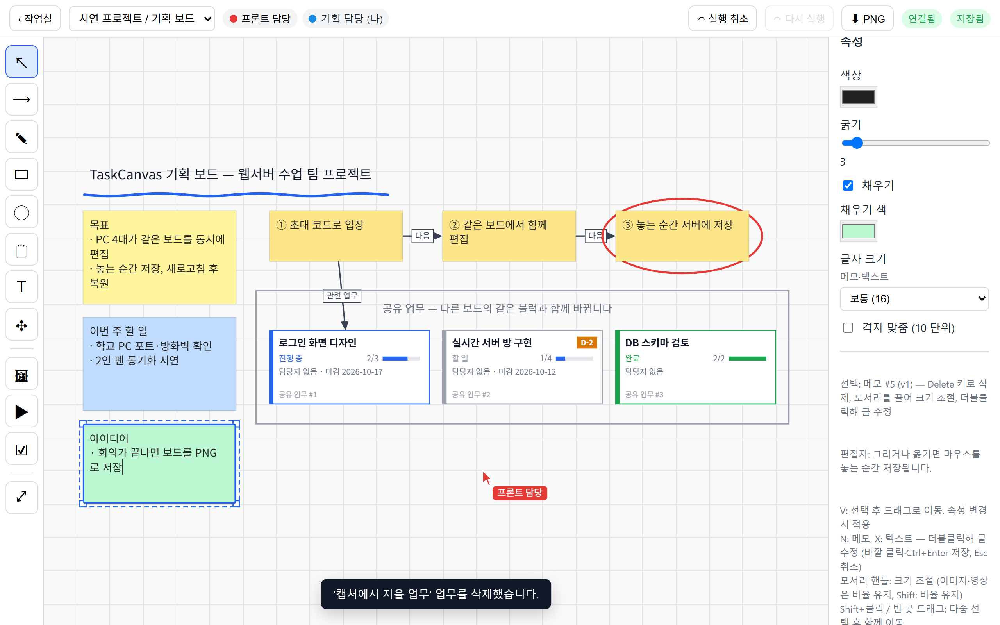 ‹ 작업실
시연 프로젝트 / 기획 보드
프론트 담당
기획 담당 (나)
↶ 실행 취소
↷ 다시 실행
⬇ PNG
연결됨
저장됨
T
TaskCanvas 기획 보드 — 웹서버 수업 팀 프로젝트
목표
· PC 4대가 같은 보드를 동시에
편집
· 놓는 순간 저장, 새로고침 후
복원
① 초대 코드로 입장
다음
② 같은 보드에서 함께
편집
다음
③ 놓는 순간 서버에 저장
관련 업무
공유 업무 — 다른 보드의 같은 블럭과 함께 바뀝니다
이번 주 할 일
· 학교 PC 포트·방화벽 확인
· 2인 펜 동기화 시연
로그인 화면 디자인
진행 중
2/3
담당자 없음 · 마감 2026-10-17
공유 업무 #1
실시간 서버 방 구현
D-2
할 일
1/4
담당자 없음 · 마감 2026-10-12
공유 업무 #2
DB 스키마 검토
완료
2/2
담당자 없음
공유 업무 #3
아이디어
· 회의가 끝나면 보드를 PNG
로 저장
프론트 담당
'캡처에서 지울 업무' 업무를 삭제했습니다.
속성
색상
굵기
3
채우기
채우기 색
글자 크기
메모·텍스트
보통 (16)
격자 맞춤 (10 단위)
선택: 메모 #5 (v1) — Delete 키로 삭
제, 모서리를 끌어 크기 조절, 더블클
릭해 글 수정
편집자: 그리거나 옮기면 마우스를
놓는 순간 저장됩니다.
V: 선택 후 드래그로 이동, 속성 변경
시 적용
N: 메모, X: 텍스트 — 더블클릭해 글
수정 (바깥 클릭·Ctrl+Enter 저장, Esc
취소)
모서리 핸들: 크기 조절 (이미지·영상
은 비율 유지, Shift: 비율 유지)
Shift+클릭 / 빈 곳 드래그: 다중 선
택 후 함께 이동